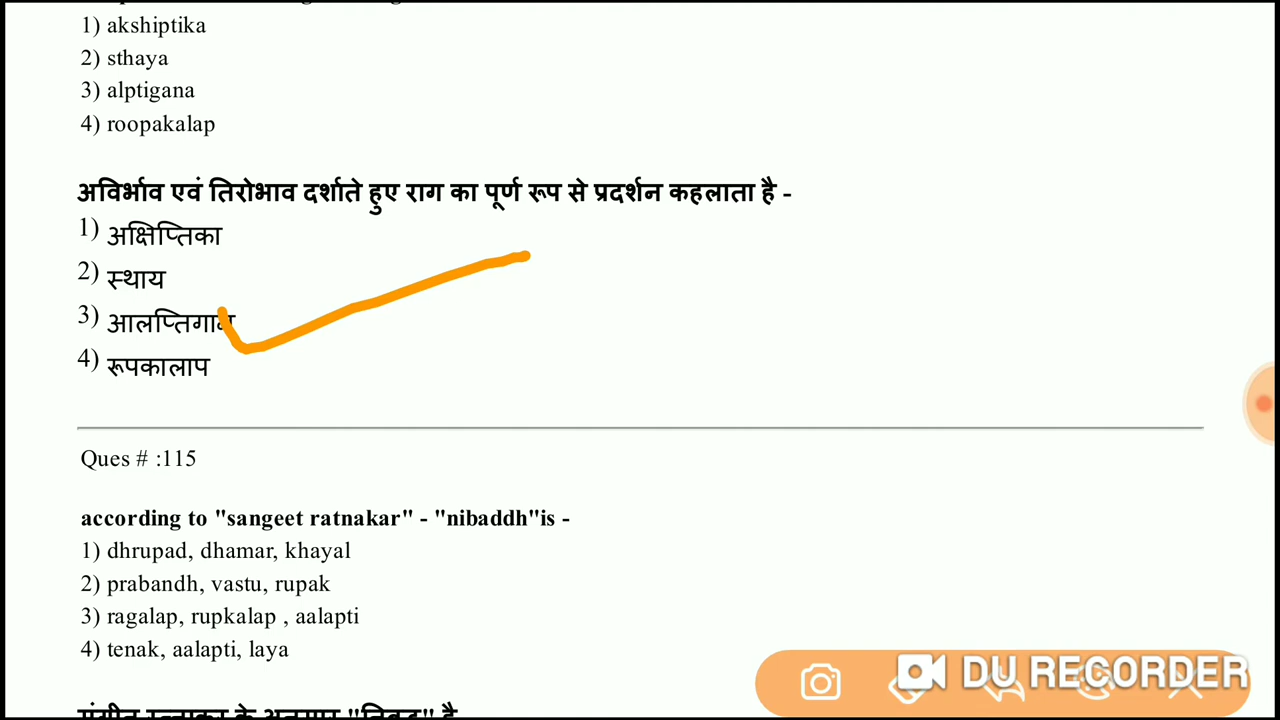 1) akshiptika
2) sthaya
3) alptigana
4) roopakalap
अविर्भाव एवं तिरोभाव दर्शाते हुए राग का पूर्ण रूप से प्रदर्शन कहलाता है -
1) अक्षिप्तिका
2) स्थाय
3) आलप्तिगान
4) रूपकालाप
Ques # :115
according to "sangeet ratnakar" - "nibaddh"is -
1) dhrupad, dhamar, khayal
2) prabandh, vastu, rupak
3) ragalap, rupkalap , aalapti
4) tenak, aalapti, laya
DU RECORDER